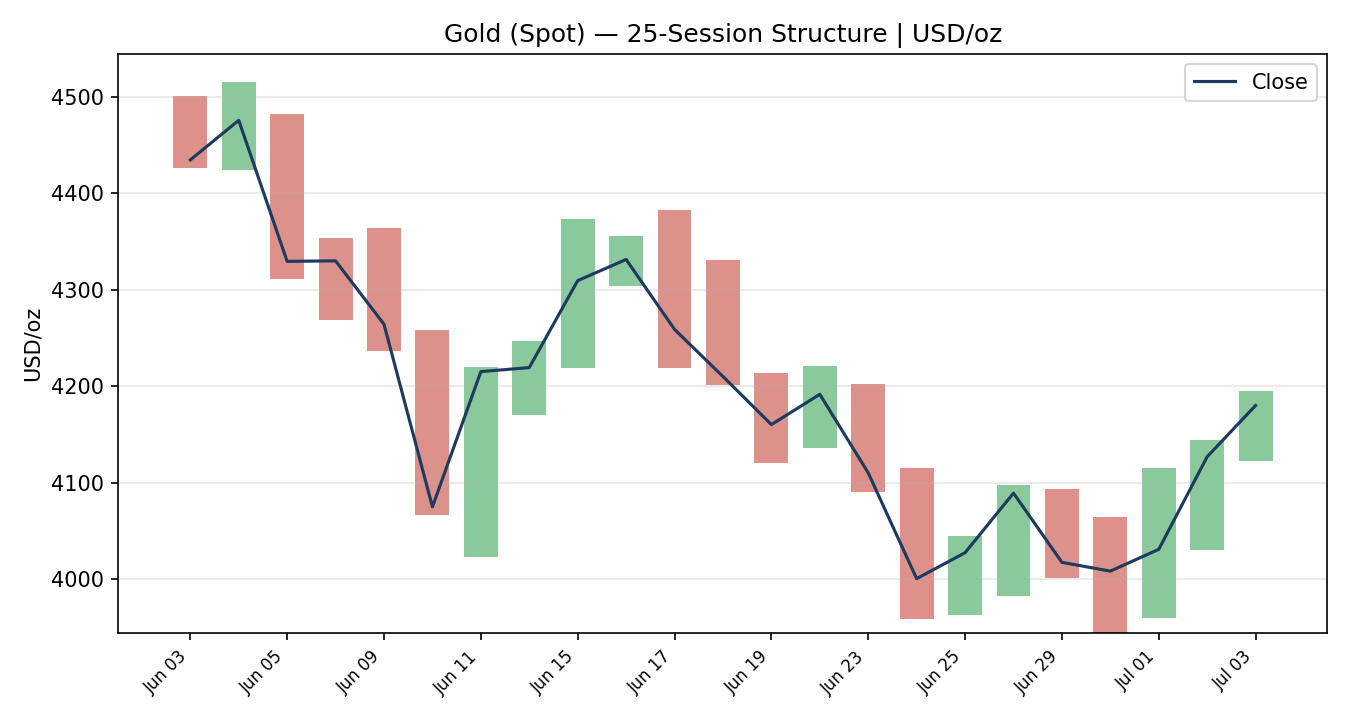 Gold (Spot) — 25-Session Structure | USD/oz
Close
USD/oz
4500
4400
4300
4200
4100
4000
Jun 03
Jun 05
Jun 09
Jun 11
Jun 15
Jun 17
Jun 19
Jun 23
Jun 25
Jun 29
Jul 01
Jul 03